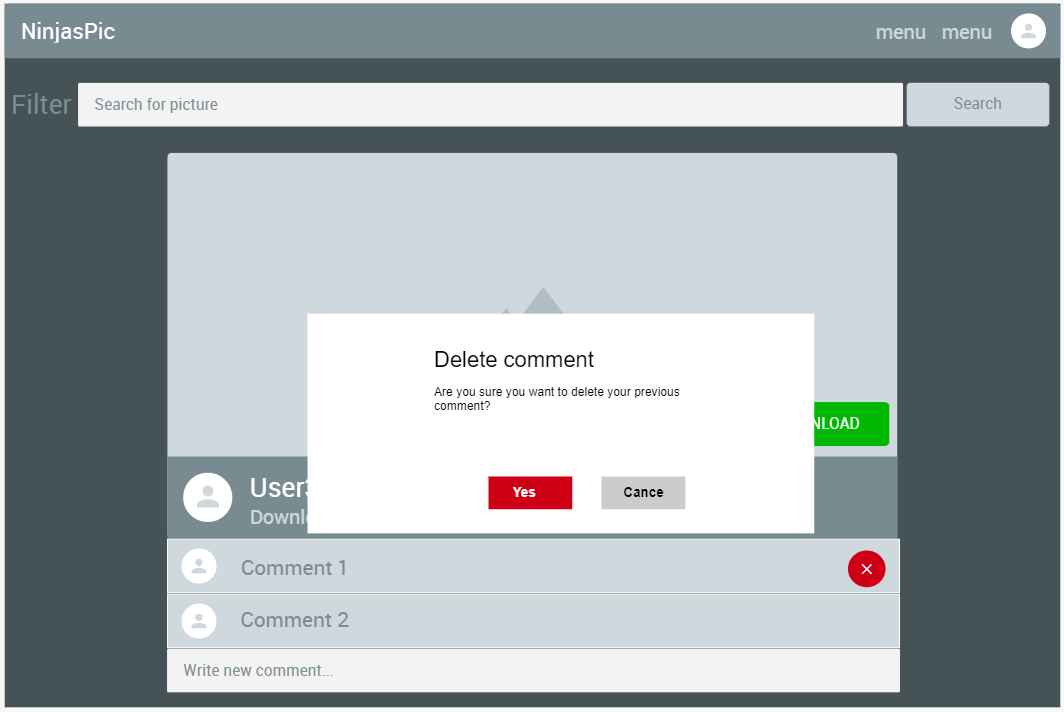 NinjasPic
menu menu
Filter
Search for picture
Search
Delete comment
Are you sure you want to delete your previous
comment?
NLOAD
Yes
Cance
User
Downl
Comment 1
Comment 2
Write new comment...